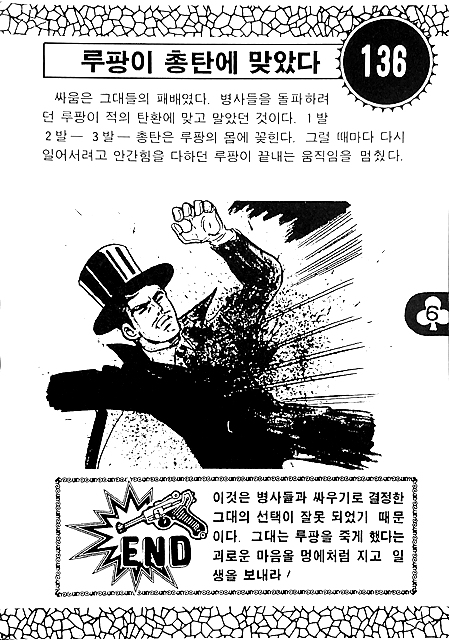 루팡이 총탄에 맞았다
136
싸움은 그대들의 패배였다. 병사들을 돌파하려
던 루팡이 적의 탄환에 맞고 말았던 것이다. 1발
2발— 3발— 총탄은 루팡의 몸에 꽂힌다. 그럴 때마다 다시
일어서려고 안간힘을 다하던 루팡이 끝내는 움직임을 멈췄다.
6
END
이것은 병사들과 싸우기로 결정한
그대의 선택이 잘못 되었기 때문
이다. 그대는 루팡을 죽게 했다는
괴로운 마음을 멍에처럼 지고 일
생을 보내라!